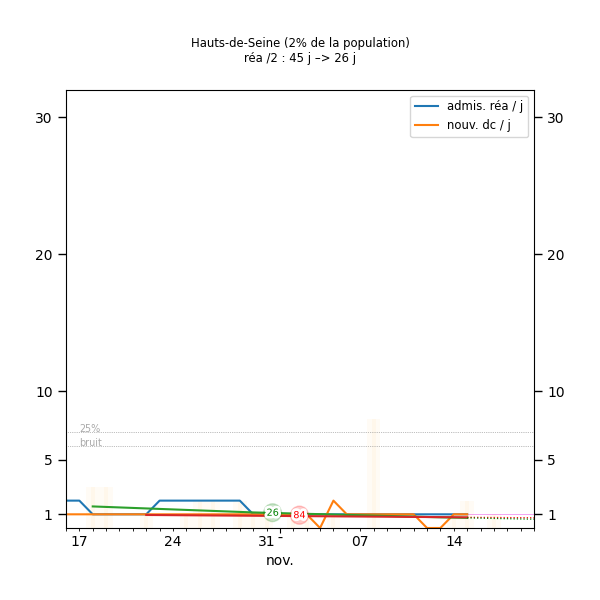 Hauts-de-Seine (2% de la population)
réa /2 : 45 j –> 26 j
admis. réa / j
nouv. dc / j
30 30
20 20
10 10
25%
bruit
5 5
26 84
1 1
17 24 31 - 07 14
nov.